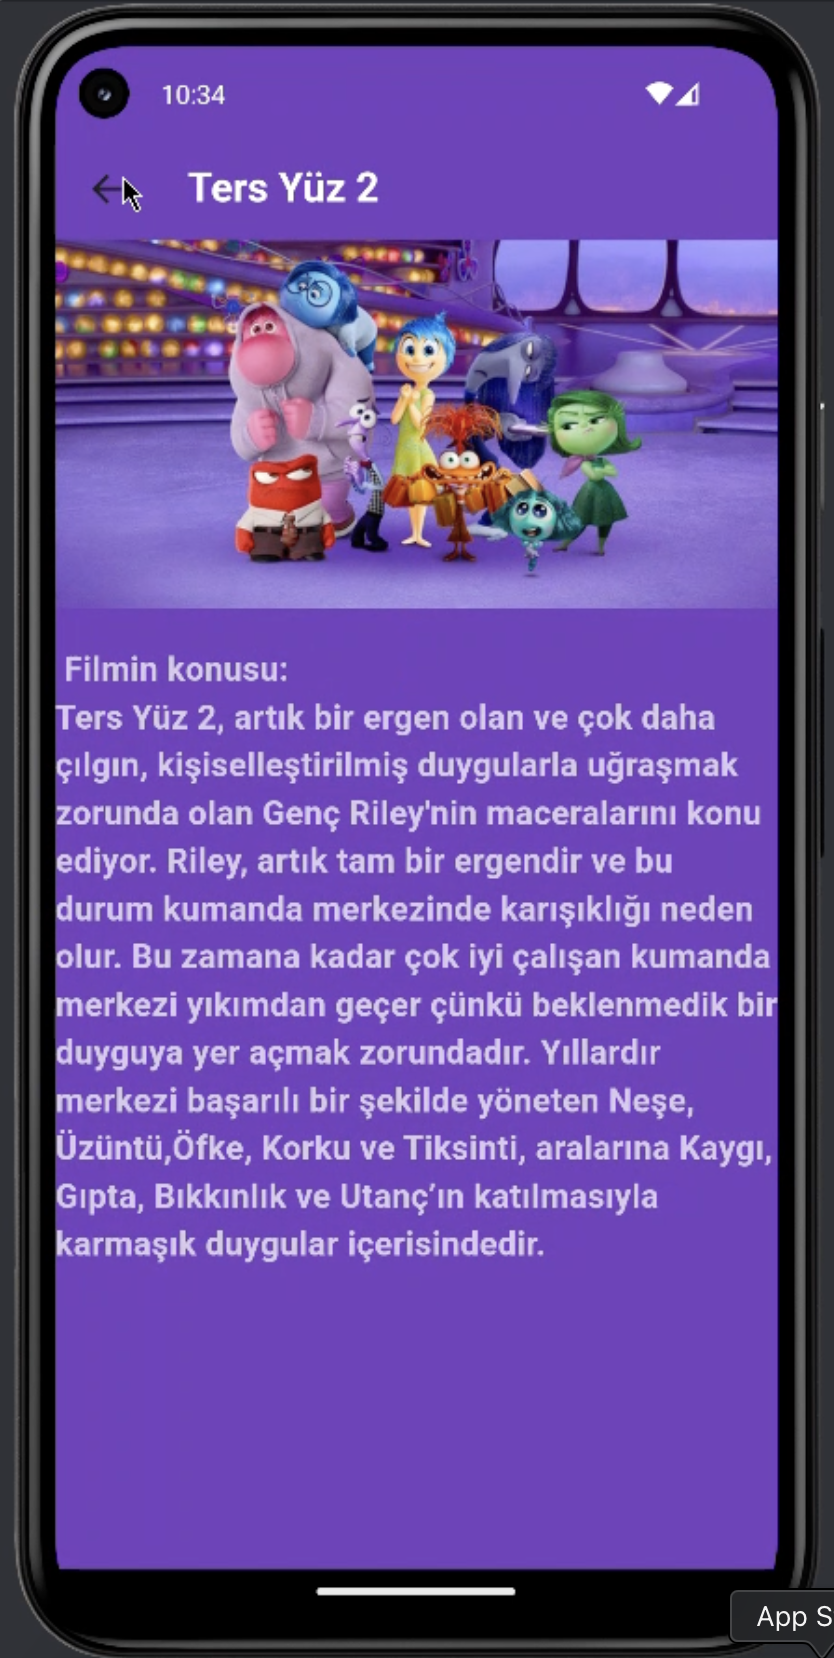 10:34
Ters Yüz 2
Filmin konusu:
Ters Yüz 2, artık bir ergen olan ve çok daha
çılgın, kişiselleştirilmiş duygularla uğraşmak
zorunda olan Genç Riley'nin maceralarını konu
ediyor. Riley, artık tam bir ergendir ve bu
durum kumanda merkezinde karışıklığı neden
olur. Bu zamana kadar çok iyi çalışan kumanda
merkezi yıkımdan geçer çünkü beklenmedik bir
duyguya yer açmak zorundadır. Yıllardır
merkezi başarılı bir şekilde yöneten Neşe,
Üzüntü,Öfke, Korku ve Tiksinti, aralarına Kaygı,
Gıpta, Bıkkınlık ve Utanç’ın katılmasıyla
karmaşık duygular içerisindedir.
App S